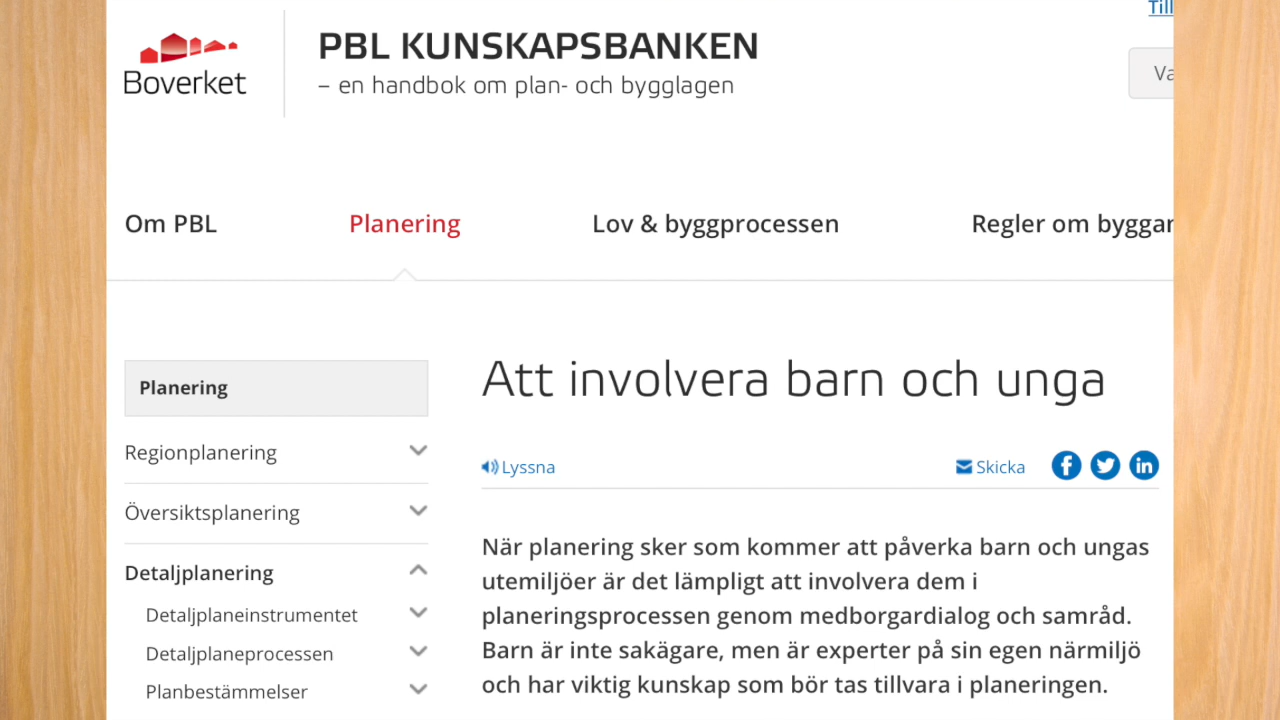 Till
Boverket
PBL KUNSKAPSBANKEN
– en handbok om plan- och bygglagen
Om PBL
Planering
Lov & byggprocessen
Regler om
Planering
Regionplanering
Översiktsplanering
Detaljplanering
Detaljplaneinstrumentet
Detaljplaneprocessen
Planbestämmelser
Att involvera barn och unga
Lyssna
Skicka
När planering sker som kommer att påverka barn och ungas
utemiljöer är det lämpligt att involvera dem i
planeringsprocessen genom medborgardialog och samråd.
Barn är inte sakägare, men är experter på sin egen närmiljö
och har viktig kunskap som bör tas tillvara i planeringen.